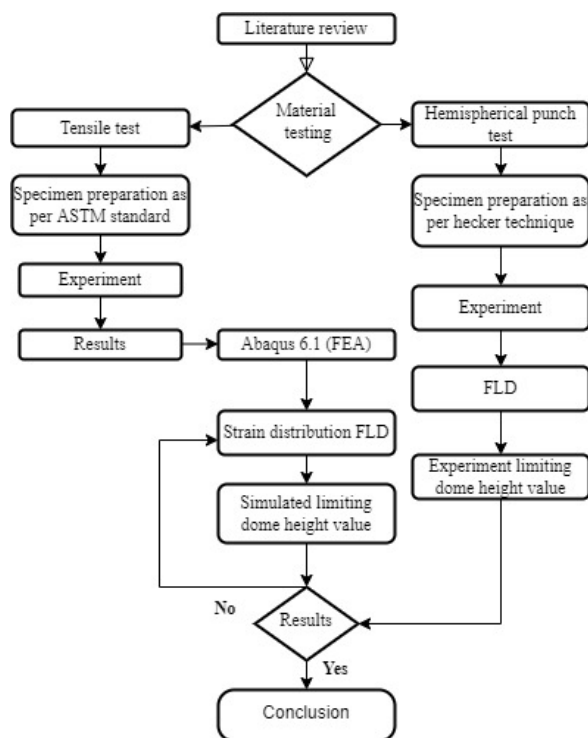 Literature review
Material
testing
Tensile test
Hemispherical punch
test
Specimen preparation as
per ASTM standard
Specimen preparation as
per hecker technique
Experiment
Experiment
Results
Abaqus 6.1 (FEA)
FLD
Strain distribution FLD
Experiment limiting
dome height value
Simulated limiting
dome height value
No
Results
Yes
Conclusion